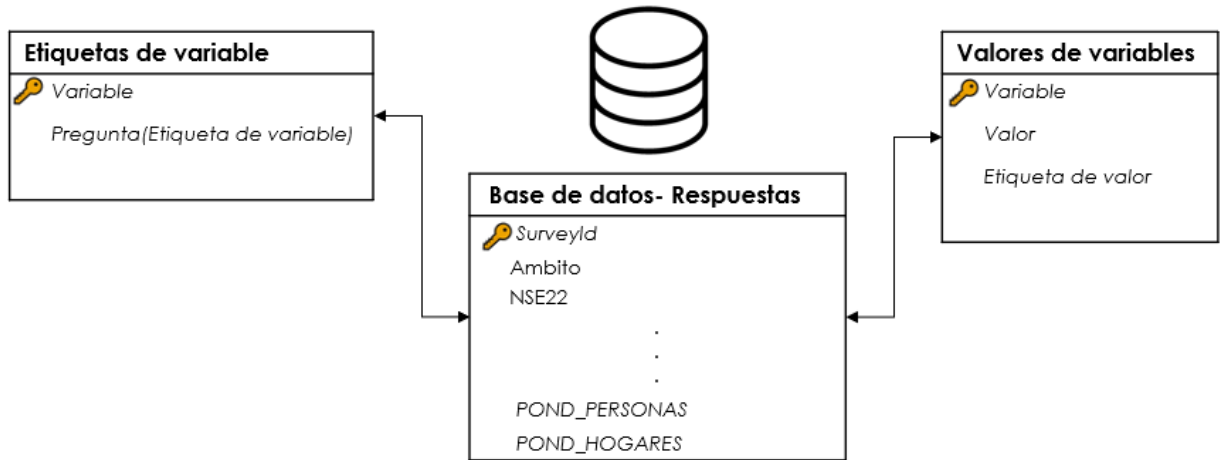 Etiquetas de variable
Variable
Pregunta(Etiqueta de variable)
Base de datos- Respuestas
SurveyId
Ambito
NSE22
.
.
.
POND_PERSONAS
POND_HOGARES
Valores de variables
Variable
Valor
Etiqueta de valor